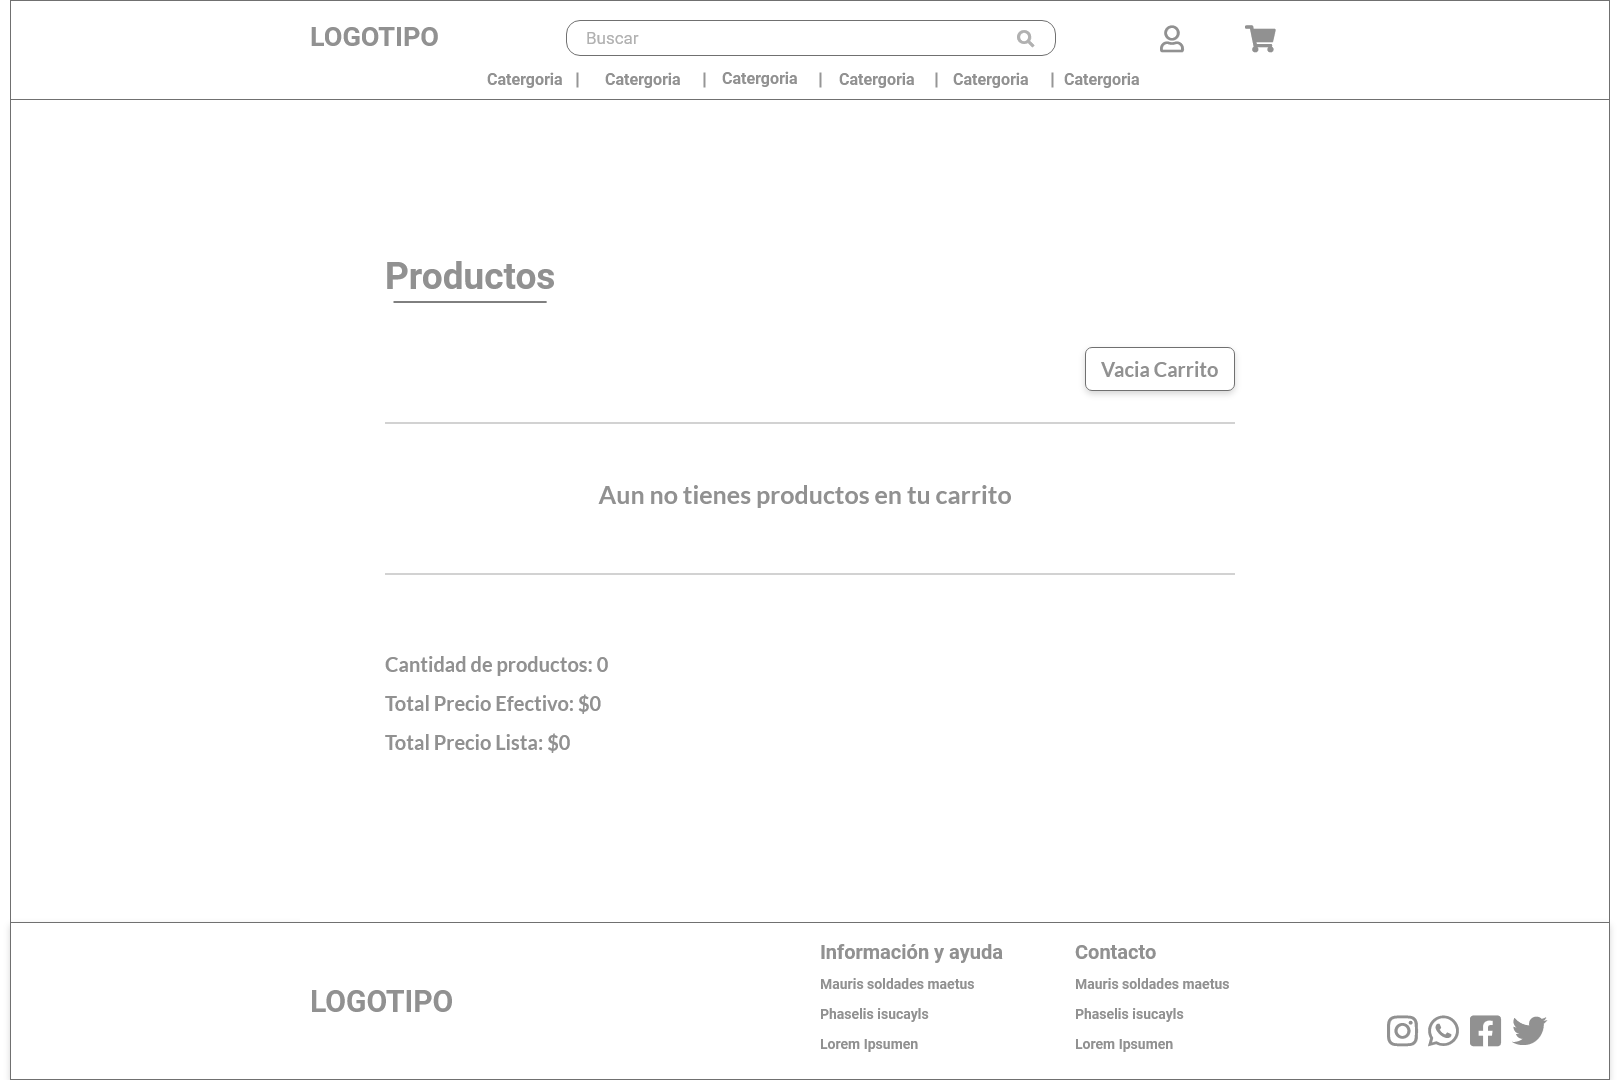 LOGOTIPO
Buscar
Catergoria | Catergoria | Catergoria | Catergoria | Catergoria | Catergoria
Productos
Vacia Carrito
Aun no tienes productos en tu carrito
Cantidad de productos: 0
Total Precio Efectivo: $0
Total Precio Lista: $0
LOGOTIPO
Información y ayuda
Mauris soldades maetus
Phaselis isucayls
Lorem Ipsumen
Contacto
Mauris soldades maetus
Phaselis isucayls
Lorem Ipsumen